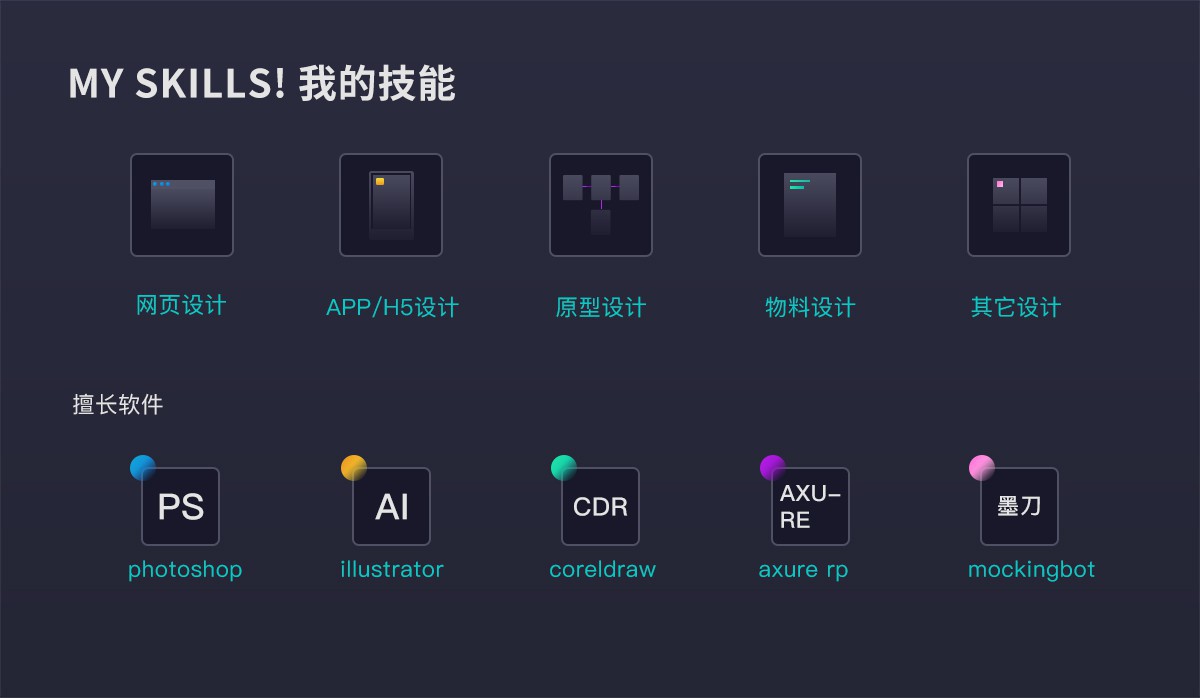 MY SKILLS! 我的技能
网页设计
APP/H5设计
原型设计
物料设计
其它设计
擅长软件
PS
AI
CDR
AXU-
RE
墨刀
photoshop
illustrator
coreldraw
axure rp
mockingbot